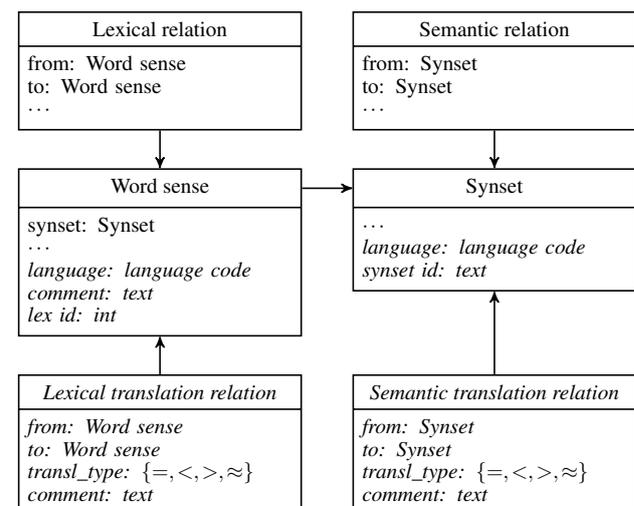 Lexical relation
from: Word sense
to: Word sense
...
Semantic relation
from: Synset
to: Synset
...
Word sense
synset: Synset
...
language: language code
comment: text
lex id: int
Synset
...
language: language code
synset id: text
Lexical translation relation
from: Word sense
to: Word sense
transl_type: {=,<,>,≈}
comment: text
Semantic translation relation
from: Synset
to: Synset
transl_type: {=,<,>,≈}
comment: text